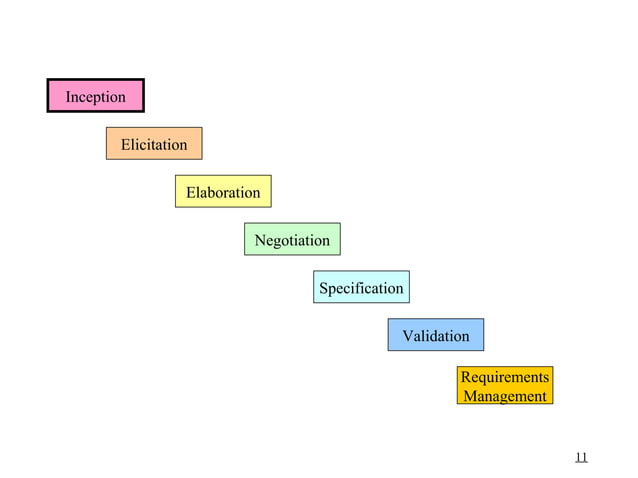 Inception
Elicitation
Elaboration
Negotiation
Specification
Validation
Requirements
Management
11